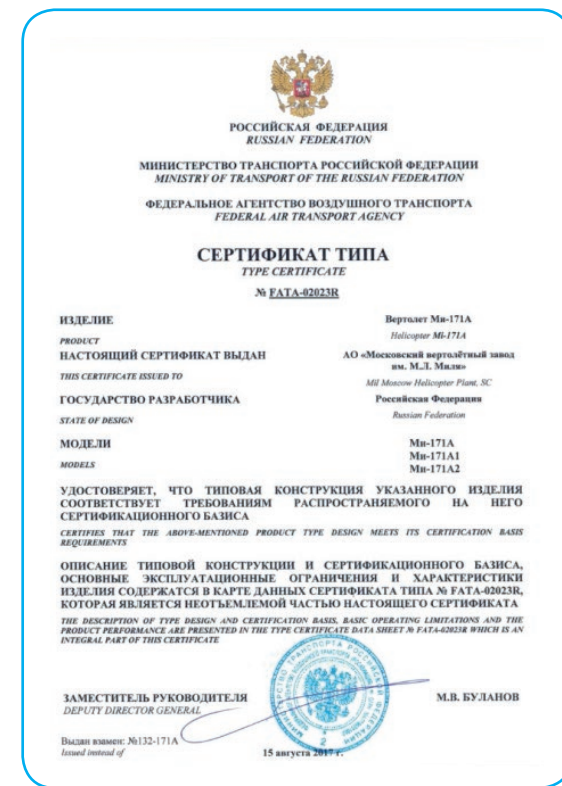 РОССИЙСКАЯ ФЕДЕРАЦИЯ
RUSSIAN FEDERATION
МИНИСТЕРСТВО ТРАНСПОРТА РОССИЙСКОЙ ФЕДЕРАЦИИ
MINISTRY OF TRANSPORT OF THE RUSSIAN FEDERATION
ФЕДЕРАЛЬНОЕ АГЕНТСТВО ВОЗДУШНОГО ТРАНСПОРТА
FEDERAL AIR TRANSPORT AGENCY
СЕРТИФИКАТ ТИПА
TYPE CERTIFICATE
№ FATA-02023R
ИЗДЕЛИЕ
Вертолет Ми-171А
PRODUCT
Helicopter Mi-171A
НАСТОЯЩИЙ СЕРТИФИКАТ ВЫДАН
АО «Московский вертолётный завод
им. М.Л. Миля»
THIS CERTIFICATE ISSUED TO
Mil Moscow Helicopter Plant, SC
ГОСУДАРСТВО РАЗРАБОТЧИКА
Российская Федерация
STATE OF DESIGN
Russian Federation
МОДЕЛИ
Ми-171А
MODELS
Ми-171А1
Ми-171А2
УДОСТОВЕРЯЕТ, ЧТО ТИПОВАЯ КОНСТРУКЦИЯ УКАЗАННОГО ИЗДЕЛИЯ
СООТВЕТСТВУЕТ ТРЕБОВАНИЯМ РАСПРОСТРАНЯЕМОГО НА НЕГО
СЕРТИФИКАЦИОННОГО БАЗИСА
CERTIFIES THAT THE ABOVE-MENTIONED PRODUCT TYPE DESIGN MEETS ITS CERTIFICATION BASIS
REQUIREMENTS
ОПИСАНИЕ ТИПОВОЙ КОНСТРУКЦИИ И СЕРТИФИКАЦИОННОГО БАЗИСА,
ОСНОВНЫЕ ЭКСПЛУАТАЦИОННЫЕ ОГРАНИЧЕНИЯ И ХАРАКТЕРИСТИКИ
ИЗДЕЛИЯ СОДЕРЖАТСЯ В КАРТЕ ДАННЫХ СЕРТИФИКАТА ТИПА № FATA-02023R,
КОТОРАЯ ЯВЛЯЕТСЯ НЕОТЪЕМЛЕМОЙ ЧАСТЬЮ НАСТОЯЩЕГО СЕРТИФИКАТА
THE DESCRIPTION OF TYPE DESIGN AND CERTIFICATION BASIS, BASIC OPERATING LIMITATIONS AND THE
PRODUCT PERFORMANCE ARE PRESENTED IN THE TYPE CERTIFICATE DATA SHEET № FATA-02023R WHICH IS AN
INTEGRAL PART OF THIS CERTIFICATE
ЗАМЕСТИТЕЛЬ РУКОВОДИТЕЛЯ
М.В. БУЛАНОВ
DEPUTY DIRECTOR GENERAL
Выдан взамен: №132-171А
Issued instead of
15 августа 2017 г.